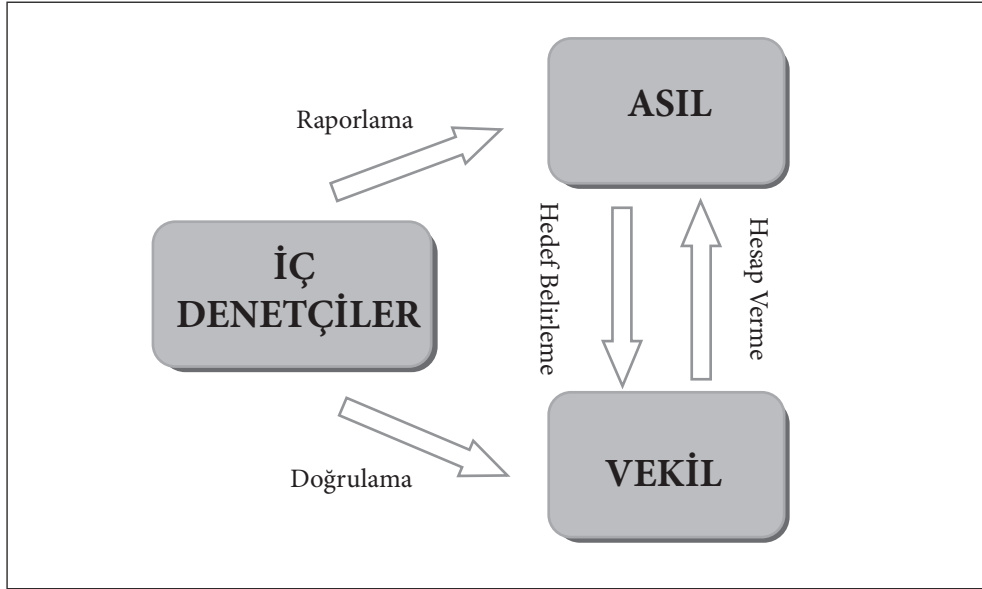 ASIL
Raporlama
İÇ
DENETÇİLER
Hedef Belirleme
Hesap Verme
Doğrulama
VEKİL